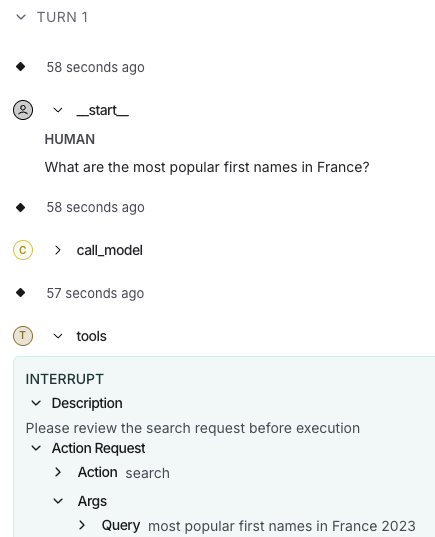 TURN 1
58 seconds ago
__start__
HUMAN
What are the most popular first names in France?
58 seconds ago
C call_model
57 seconds ago
T tools
INTERRUPT
Description
Please review the search request before execution
Action Request
Action search
Args
Query most popular first names in France 2023